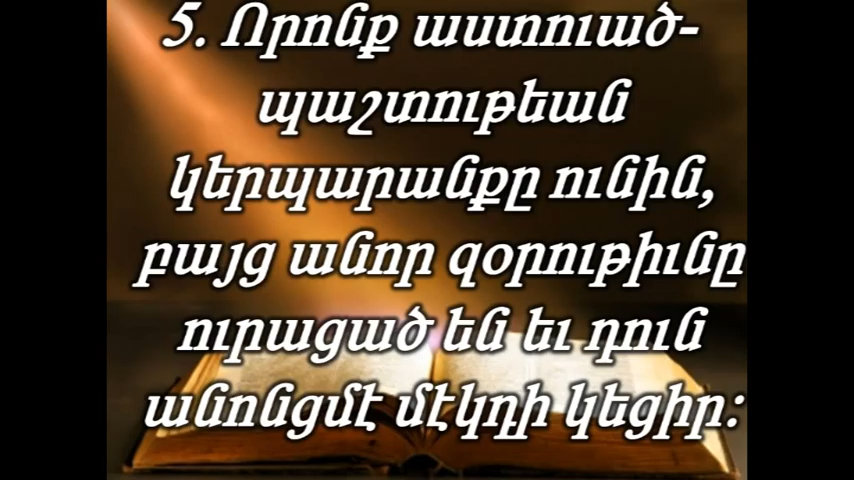 5. Որոնք աստուած-
պաշտութեան
կերպարանքը ունին,
բայց անոր զօրութիւնը
ուրացած են եւ դուն
անոնցմէ մէկդի կեցիր: